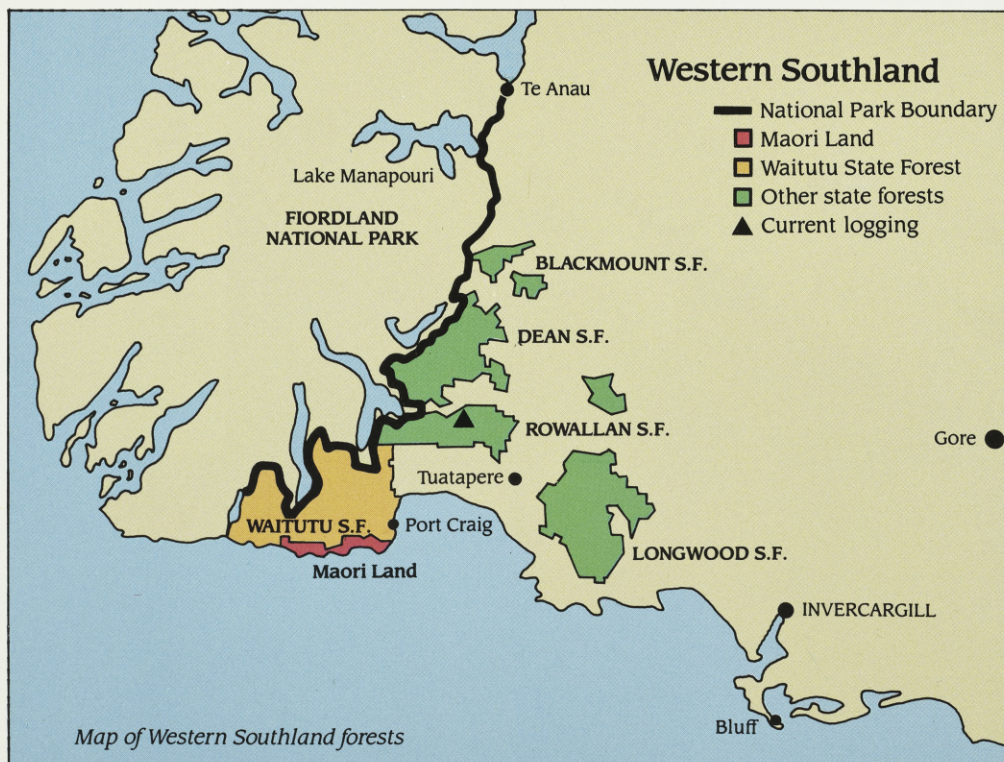 Western Southland
National Park Boundary
Maori Land
Waitutu State Forest
Other state forests
Current logging
Te Anau
Lake Manapouri
FIORDLAND
NATIONAL PARK
BLACKMOUNT S.F.
DEAN S.F.
ROWALLAN S.F.
Gore
Tuatapere
WAITUTU S.F.
Port Craig
LONGWOOD S.F.
Maori Land
INVERCARGILL
Bluff
Map of Western Southland forests